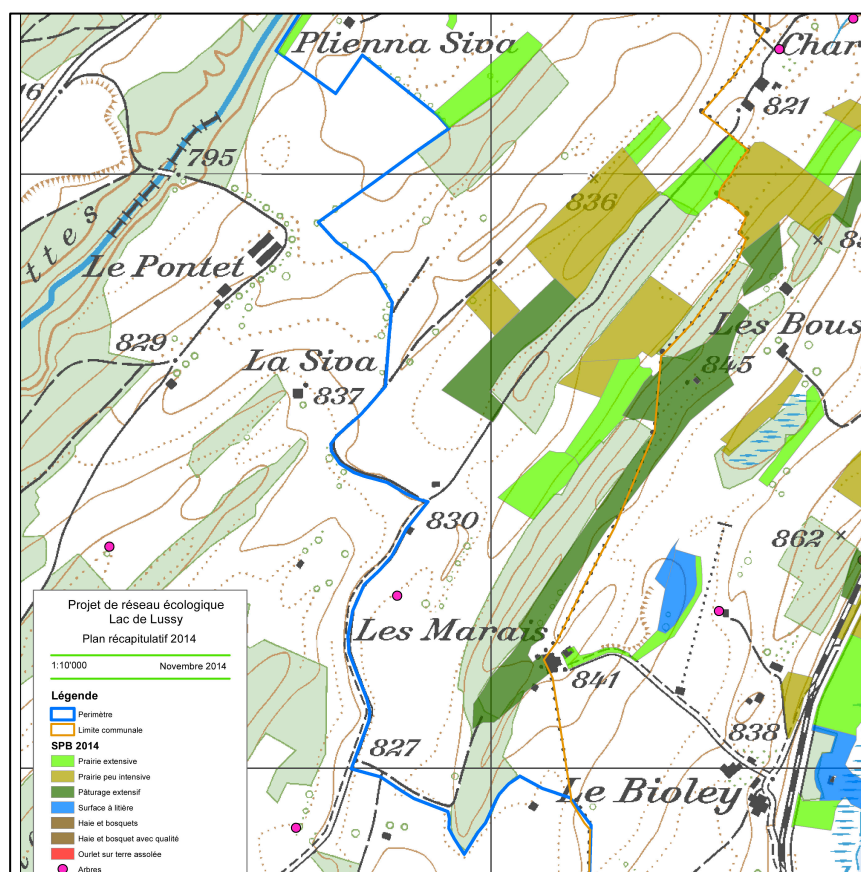 Plienna Siva
Char
821
795
836
ttes
Le Pontet
829
La Siva
837
Les Bous
845
830
862
Les Marais
841
838
827
Le Bioley
Projet de réseau écologique
Lac de Lussy
Plan récapitulatif 2014
1:10'000 Novembre 2014
Légende
Perimètre
Limite communale
SPB 2014
Prairie extensive
Prairie peu intensive
Pâturage extensif
Surface à litière
Haie et bosquets
Haie et bosquet avec qualité
Ourlet sur terre assolée
Arbres